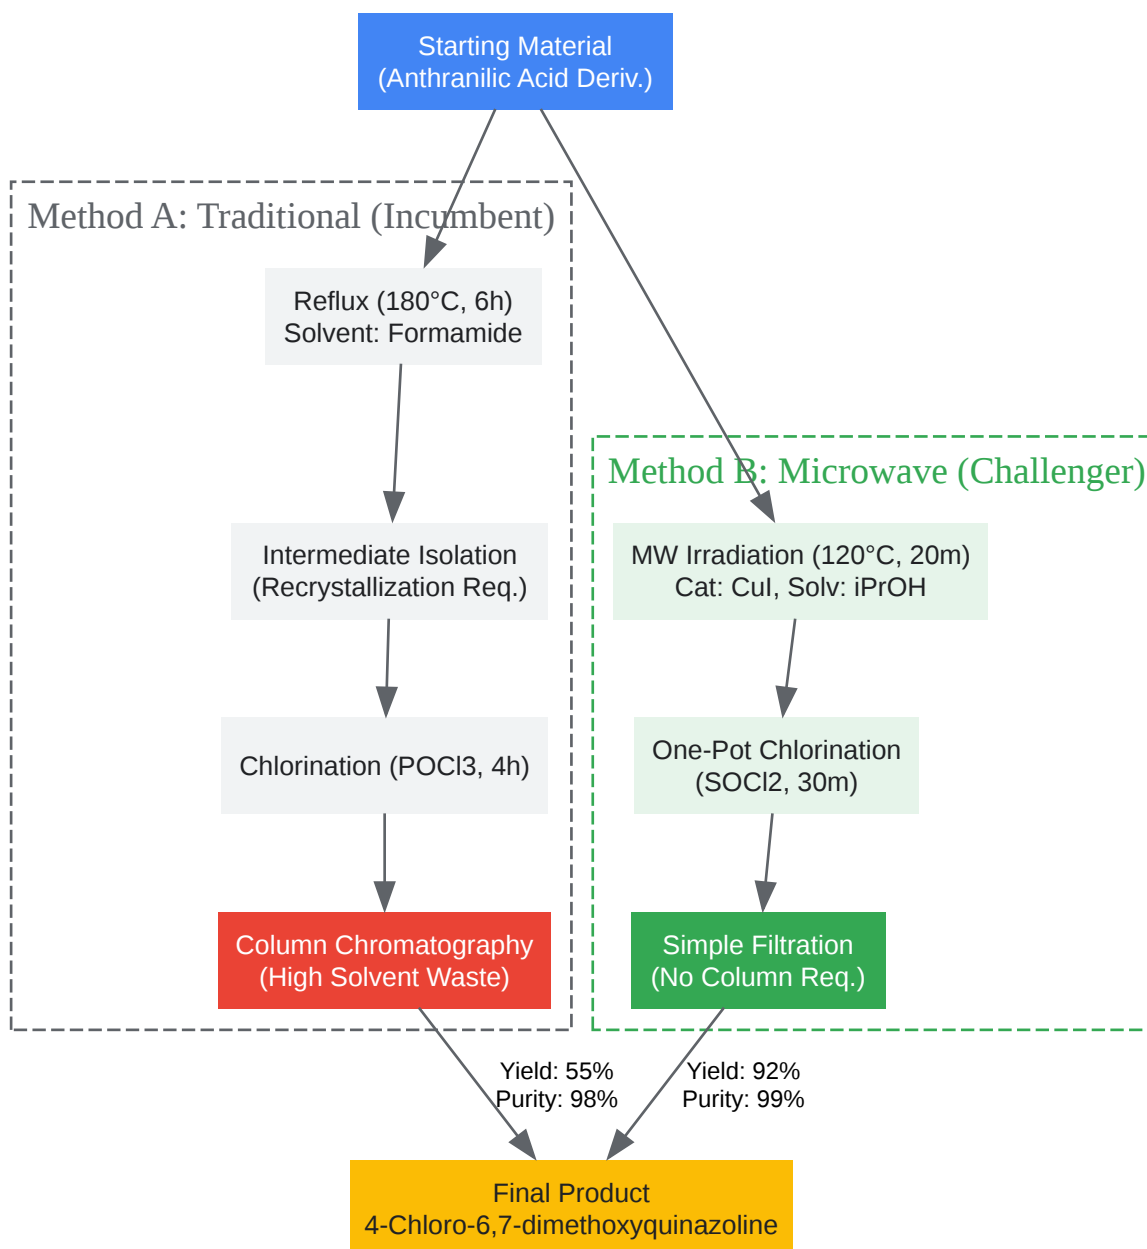 Starting Material
(Anthranilic Acid Deriv.)
Method A: Traditional (Incumbent)
Reflux (180°C, 6h)
Solvent: Formamide
Intermediate Isolation
(Recrystallization Req.)
Chlorination (POCl3, 4h)
Column Chromatography
(High Solvent Waste)
Method B: Microwave (Challenger)
MW Irradiation (120°C, 20m)
Cat: CuI, Solv: iPrOH
One-Pot Chlorination
(SOCl2, 30m)
Simple Filtration
(No Column Req.)
Yield: 55%
Purity: 98%
Yield: 92%
Purity: 99%
Final Product
4-Chloro-6,7-dimethoxyquinazoline